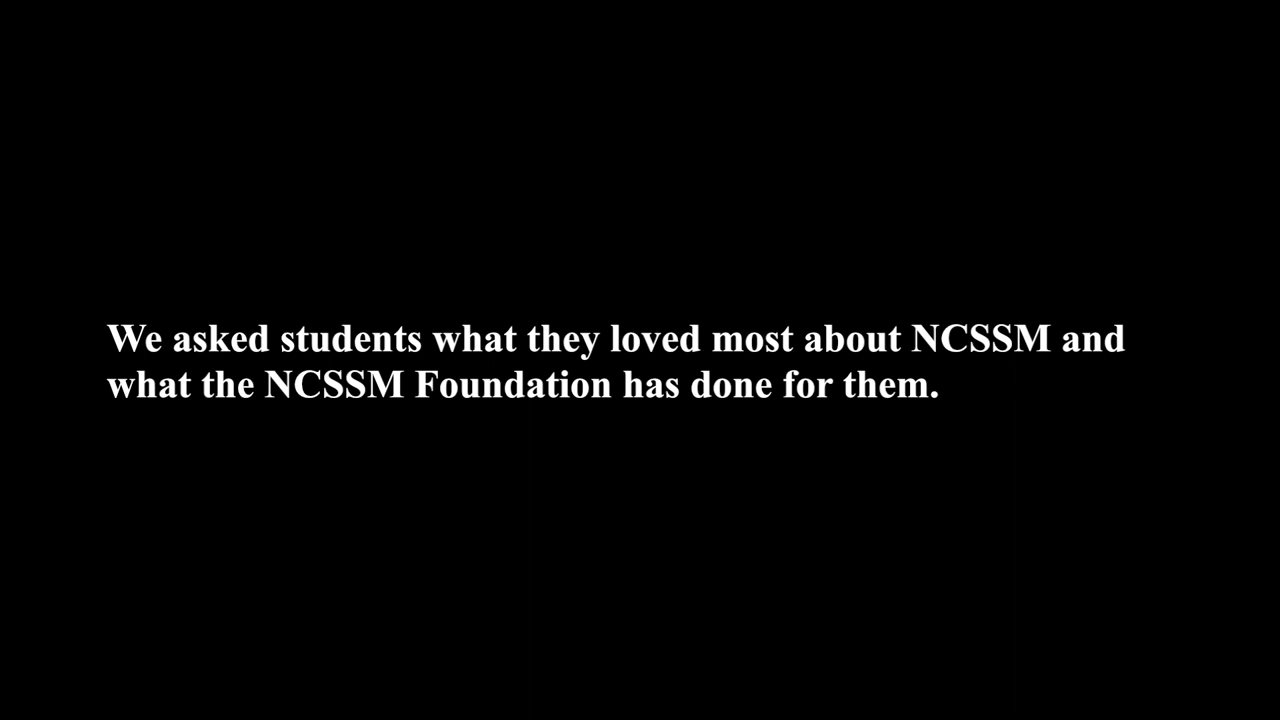 We asked students what they loved most about NCSSM and
what the NCSSM Foundation has done for them.